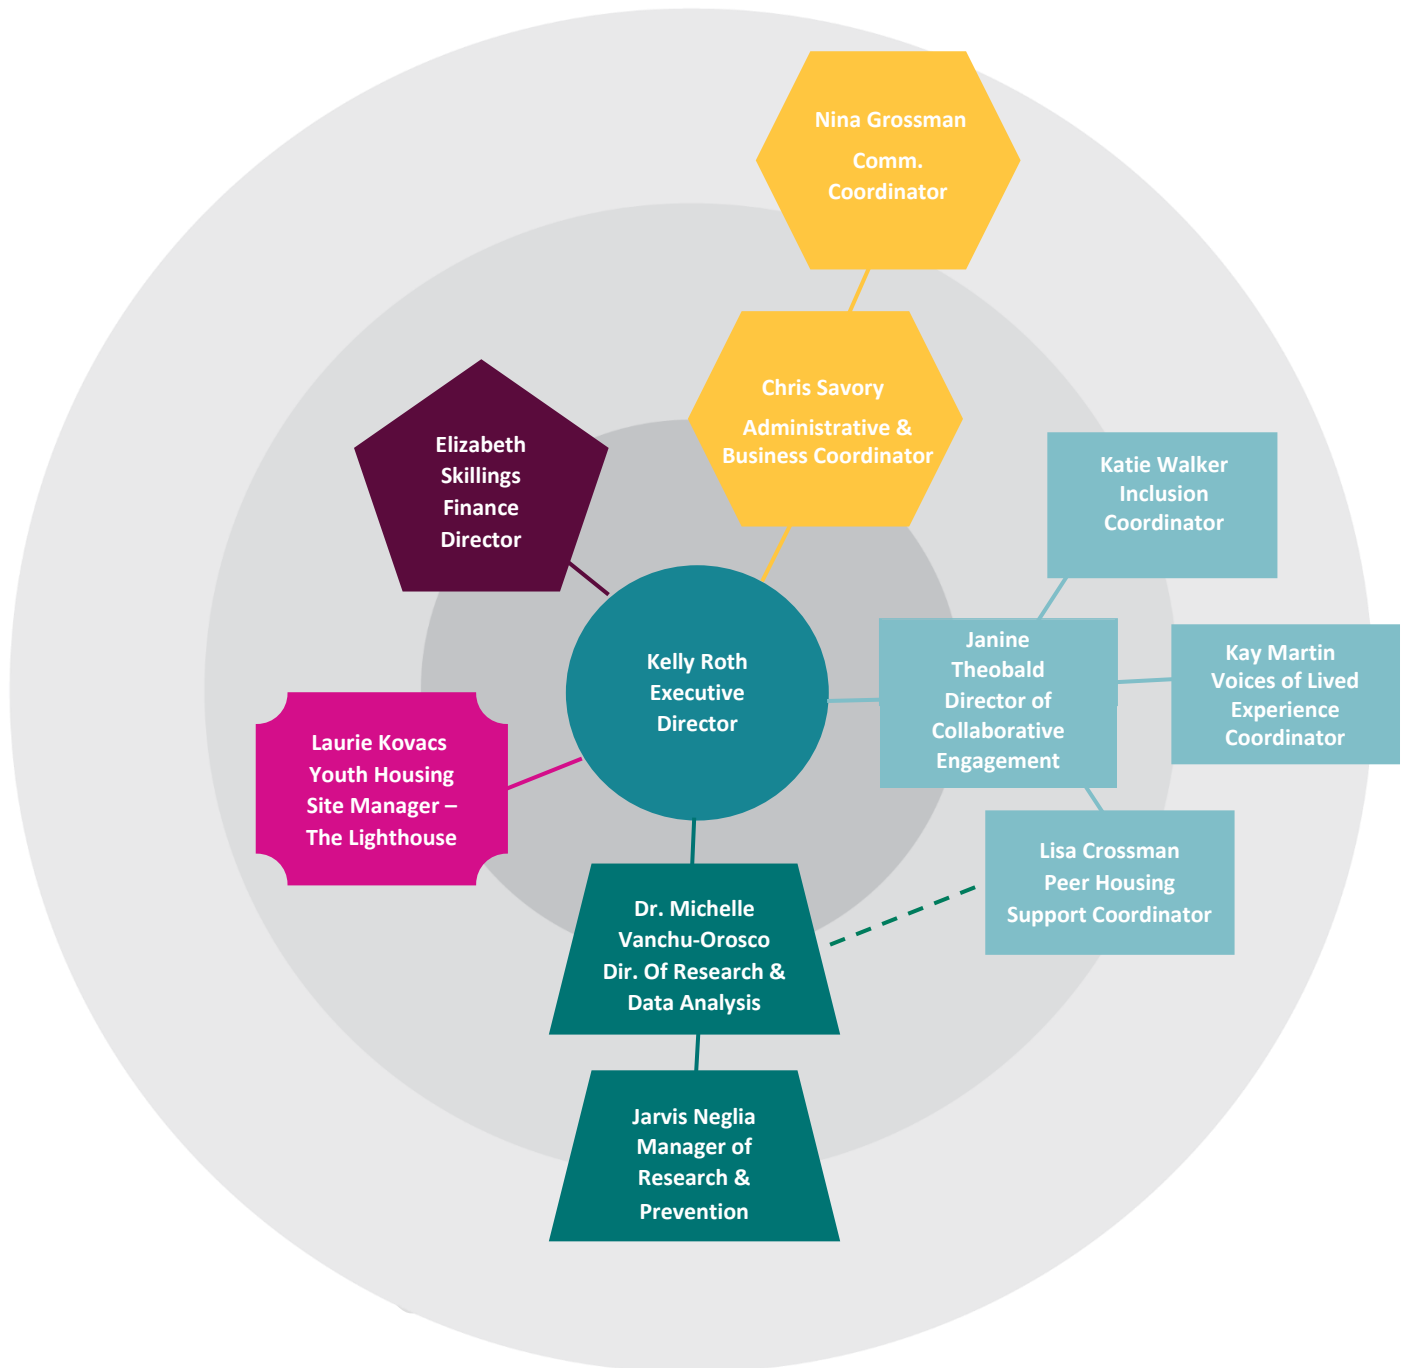 Nina Grossman
Comm.
Coordinator
Chris Savory
Administrative &
Business Coordinator
Elizabeth
Skillings
Finance
Director
Katie Walker
Inclusion
Coordinator
Kelly Roth
Executive
Director
Janine
Theobald
Director of
Collaborative
Engagement
Kay Martin
Voices of Lived
Experience
Coordinator
Laurie Kovacs
Youth Housing
Site Manager –
The Lighthouse
Lisa Crossman
Peer Housing
Support Coordinator
Dr. Michelle
Vanchu-Orosco
Dir. Of Research &
Data Analysis
Jarvis Neglia
Manager of
Research &
Prevention